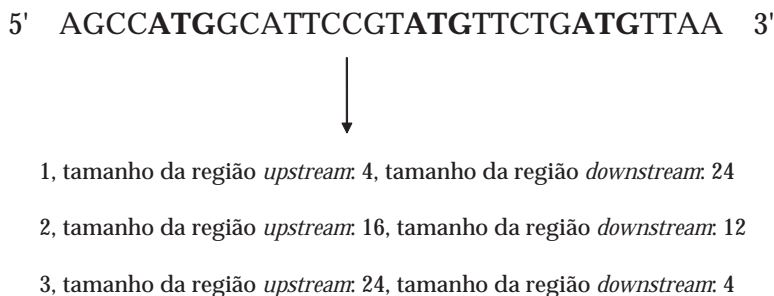 5' AGCCATGGCATTCCGTATGTTCTGATGTTAA 3'
1, tamanho da região upstream: 4, tamanho da região downstream: 24
2, tamanho da região upstream: 16, tamanho da região downstream: 12
3, tamanho da região upstream: 24, tamanho da região downstream: 4